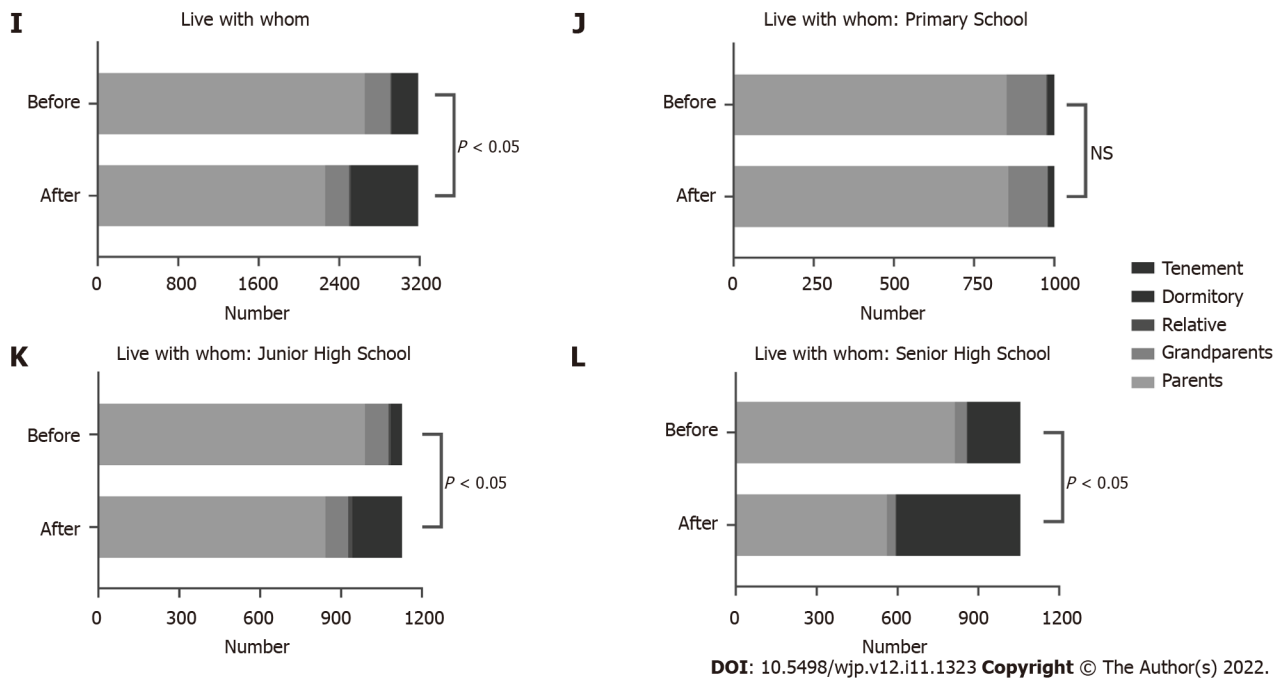 I
Live with whom
Before
After
P < 0.05
0 800 1600 2400 3200
Number
J
Live with whom: Primary School
Before
After
NS
0 250 500 750 1000
Number
Tenement
Dormitory
Relative
Grandparents
Parents
K
Live with whom: Junior High School
Before
After
P < 0.05
0 300 600 900 1200
Number
L
Live with whom: Senior High School
Before
After
P < 0.05
0 300 600 900 1200
Number
DOI: 10.5498/wjp.v12.i11.1323 Copyright © The Author(s) 2022.